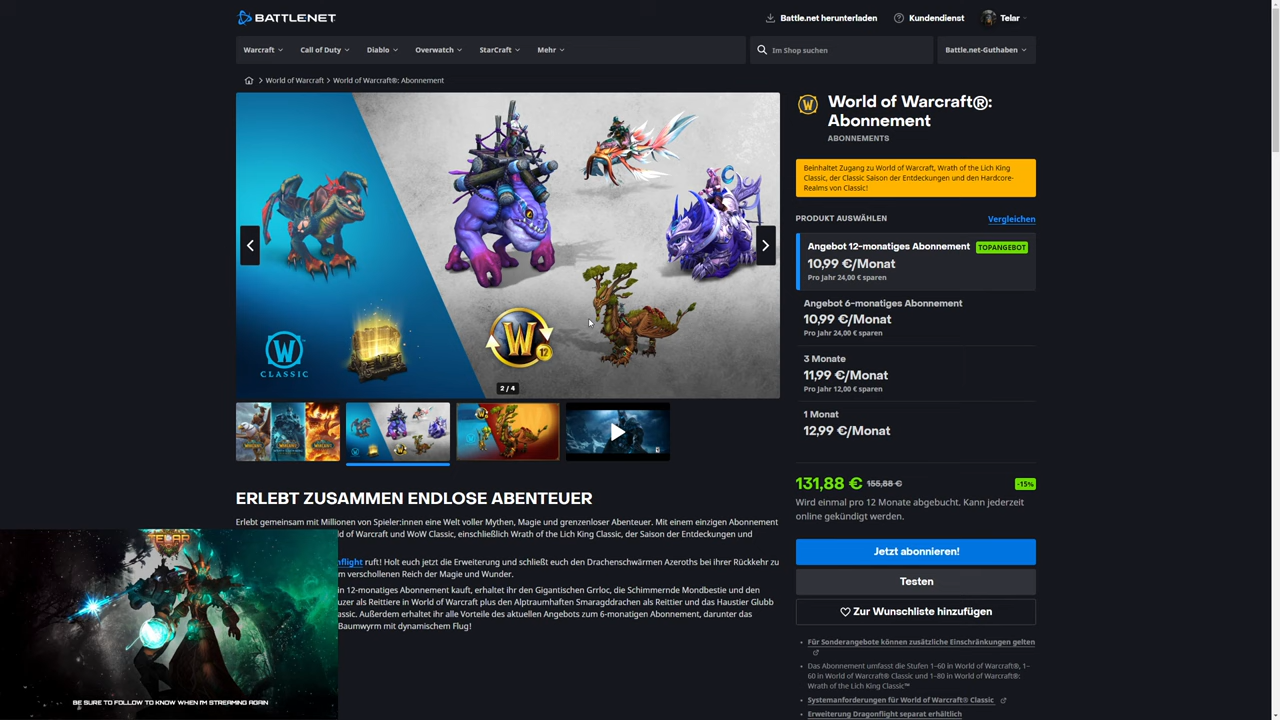 BATTLENET
Battle.net herunterladen
Kundendienst
Telar
Warcraft
Call of Duty
Diablo
Overwatch
StarCraft
Mehr
Im Shop suchen
Battle.net-Guthaben
World of Warcraft > World of Warcraft®: Abonnement
W
CLASSIC
W
12
2 / 4
World of Warcraft®:
Abonnement
ABONNEMENTS
Beinhaltet Zugang zu World of Warcraft, Wrath of the Lich King
Classic, der Classic Saison der Entdeckungen und den Hardcore-
Realms von Classic!
PRODUKT AUSWÄHLEN
Vergleichen
Angebot 12-monatiges Abonnement
TOPANGEBOT
10,99 €/Monat
Pro Jahr 24,00 € sparen
Angebot 6-monatiges Abonnement
10,99 €/Monat
Pro Jahr 24,00 € sparen
3 Monate
11,99 €/Monat
Pro Jahr 12,00 € sparen
1 Monat
12,99 €/Monat
131,88 € 155,88 €
-15%
Wird einmal pro 12 Monate abgebucht. Kann jederzeit
online gekündigt werden.
Jetzt abonnieren!
Testen
Zur Wunschliste hinzufügen
Für Sonderangebote können zusätzliche Einschränkungen gelten
Das Abonnement umfasst die Stufen 1–60 in World of Warcraft®, 1–
60 in World of Warcraft® Classic und 1–80 in World of Warcraft®:
Wrath of the Lich King Classic™
Systemanforderungen für World of Warcraft® Classic
Erweiterung Dragonflight separat erhältlich
ERLEBT ZUSAMMEN ENDLOSE ABENTEUER
Erlebt gemeinsam mit Millionen von Spieler:innen eine Welt voller Mythen, Magie und grenzenloser Abenteuer. Mit einem einzigen Abonnement
ld of Warcraft und WoW Classic, einschließlich Wrath of the Lich King Classic, der Saison der Entdeckungen und
nflight ruft! Holt euch jetzt die Erweiterung und schließt euch den Drachenschwärmen Azeroths bei ihrer Rückkehr zu
m verschollenen Reich der Magie und Wunder.
in 12-monatiges Abonnement kauft, erhaltet ihr den Gigantischen Grrloc, die Schimmernde Mondbestie und den
uzer als Reittiere in World of Warcraft plus den Alptraumhaften Smaragddrachen als Reittier und das Haustier Glubb
assic. Außerdem erhaltet ihr alle Vorteile des aktuellen Angebots zum 6-monatigen Abonnement, darunter das
Baumwyrm mit dynamischem Flug!
TELAR
BE SURE TO FOLLOW TO KNOW WHEN I'M STREAMING AGAIN